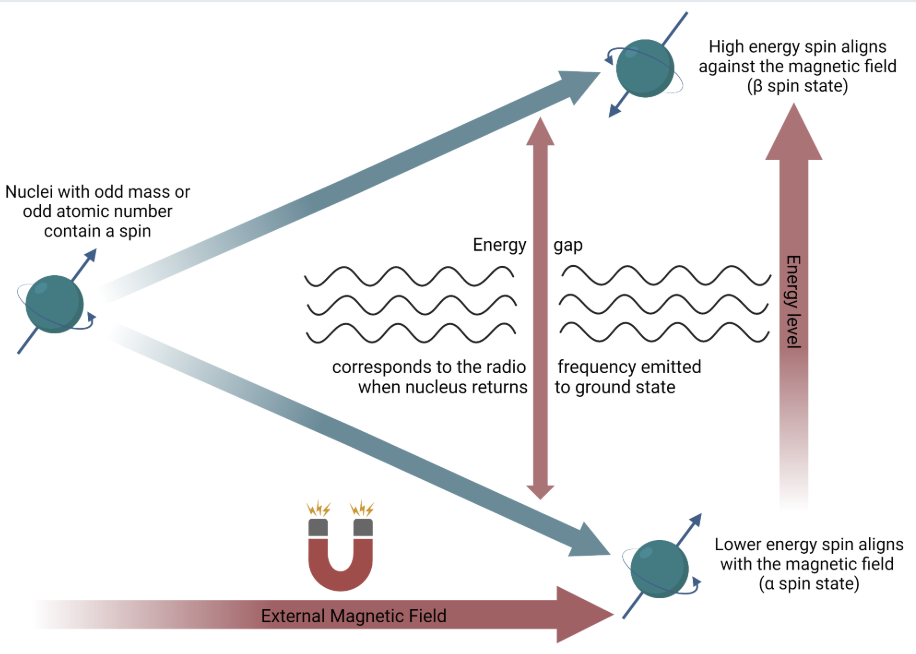 High energy spin aligns
against the magnetic field
(β spin state)
Nuclei with odd mass or
odd atomic number
contain a spin
Energy gap
Energy level
corresponds to the radio frequency emitted
when nucleus returns to ground state
Lower energy spin aligns
with the magnetic field
(α spin state)
External Magnetic Field